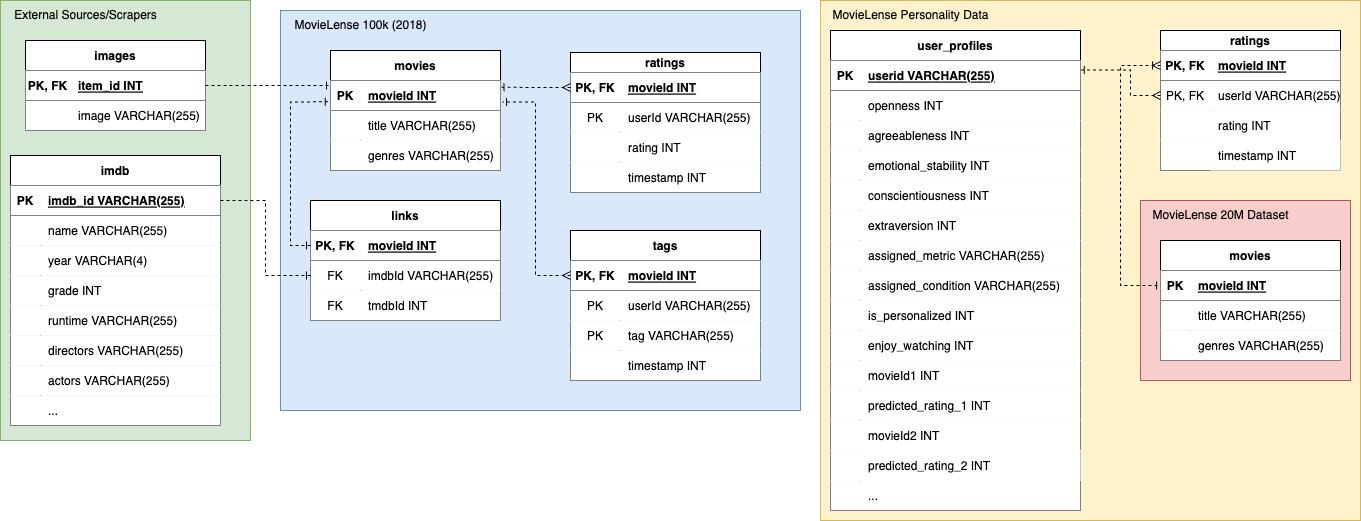 External Sources/Scrapers
images
PK, FK item_id INT
image VARCHAR(255)
imdb
PK imdb_id VARCHAR(255)
name VARCHAR(255)
year VARCHAR(4)
grade INT
runtime VARCHAR(255)
directors VARCHAR(255)
actors VARCHAR(255)
...
MovieLense 100k (2018)
movies
PK movieId INT
title VARCHAR(255)
genres VARCHAR(255)
links
PK, FK movieId INT
FK imdbId VARCHAR(255)
FK tmdbId INT
ratings
PK, FK movieId INT
PK userId VARCHAR(255)
rating INT
timestamp INT
tags
PK, FK movieId INT
PK userId VARCHAR(255)
PK tag VARCHAR(255)
timestamp INT
MovieLense Personality Data
user_profiles
PK userid VARCHAR(255)
openness INT
agreeableness INT
emotional_stability INT
conscientiousness INT
extraversion INT
assigned_metric VARCHAR(255)
assigned_condition VARCHAR(255)
is_personalized INT
enjoy_watching INT
movieId1 INT
predicted_rating_1 INT
movieId2 INT
predicted_rating_2 INT
...
ratings
PK, FK movieId INT
PK, FK userId VARCHAR(255)
rating INT
timestamp INT
MovieLense 20M Dataset
movies
PK movieId INT
title VARCHAR(255)
genres VARCHAR(255)